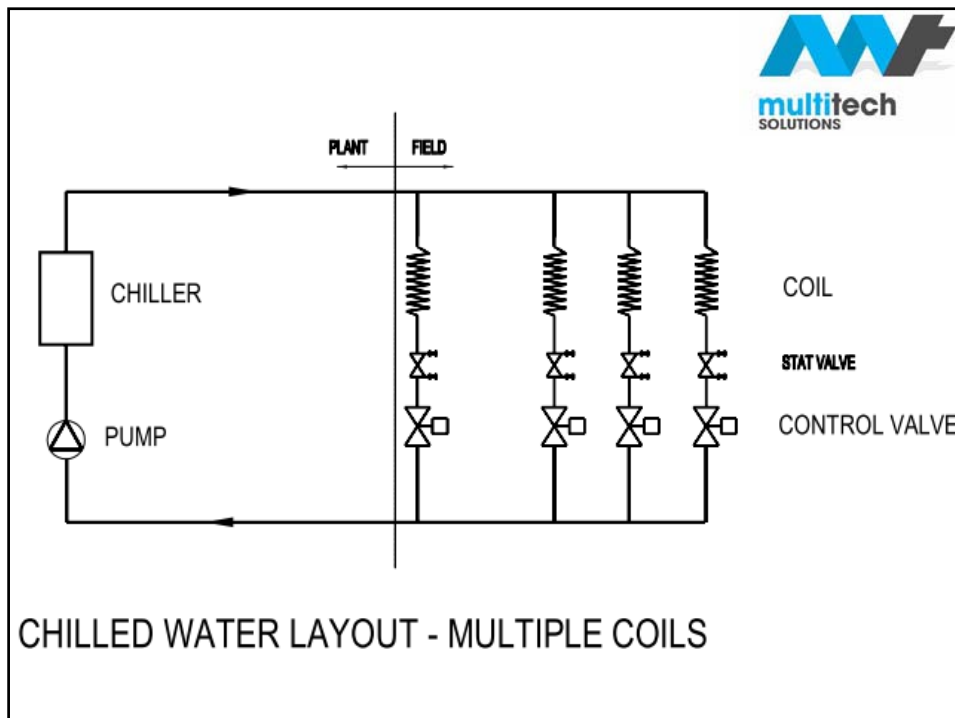 multitech
SOLUTIONS
PLANT FIELD
CHILLER
COIL
STAT VALVE
PUMP
CONTROL VALVE
CHILLED WATER LAYOUT - MULTIPLE COILS